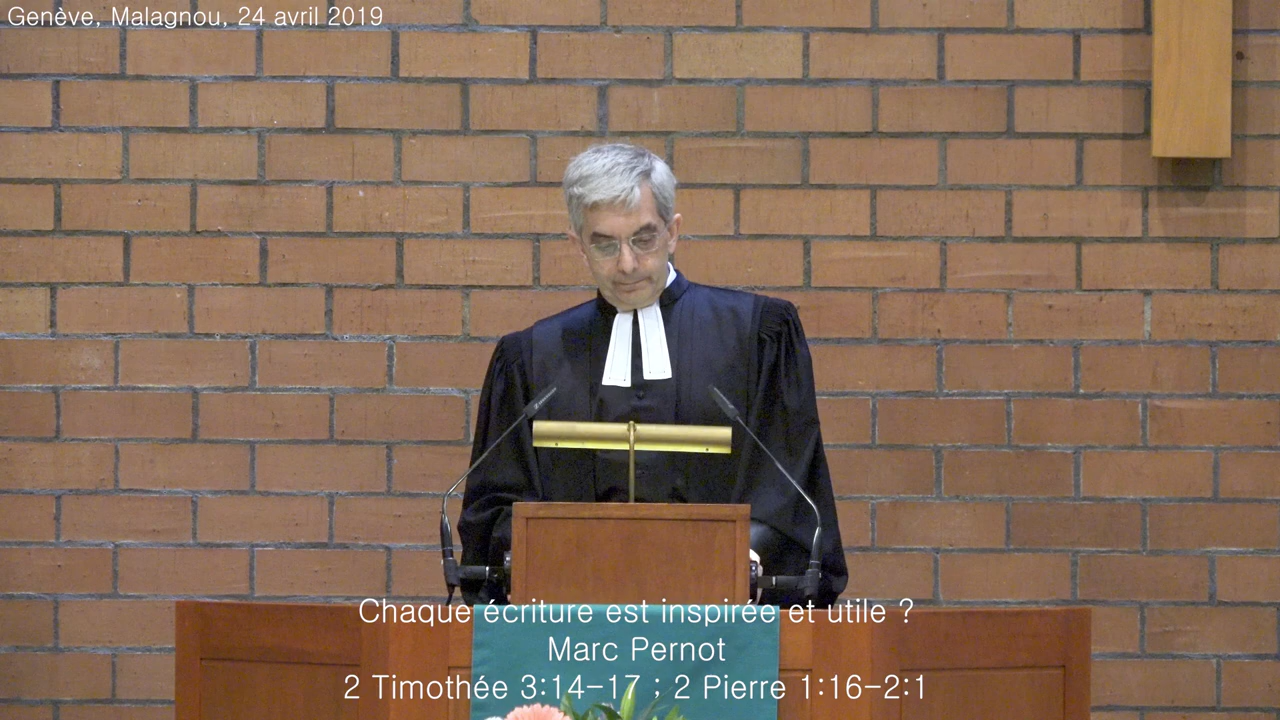 Genève, Malagnou, 24 avril 2019
Chaque écriture est inspirée et utile ?
Marc Pernot
2 Timothée 3:14-17 ; 2 Pierre 1:16-2:1